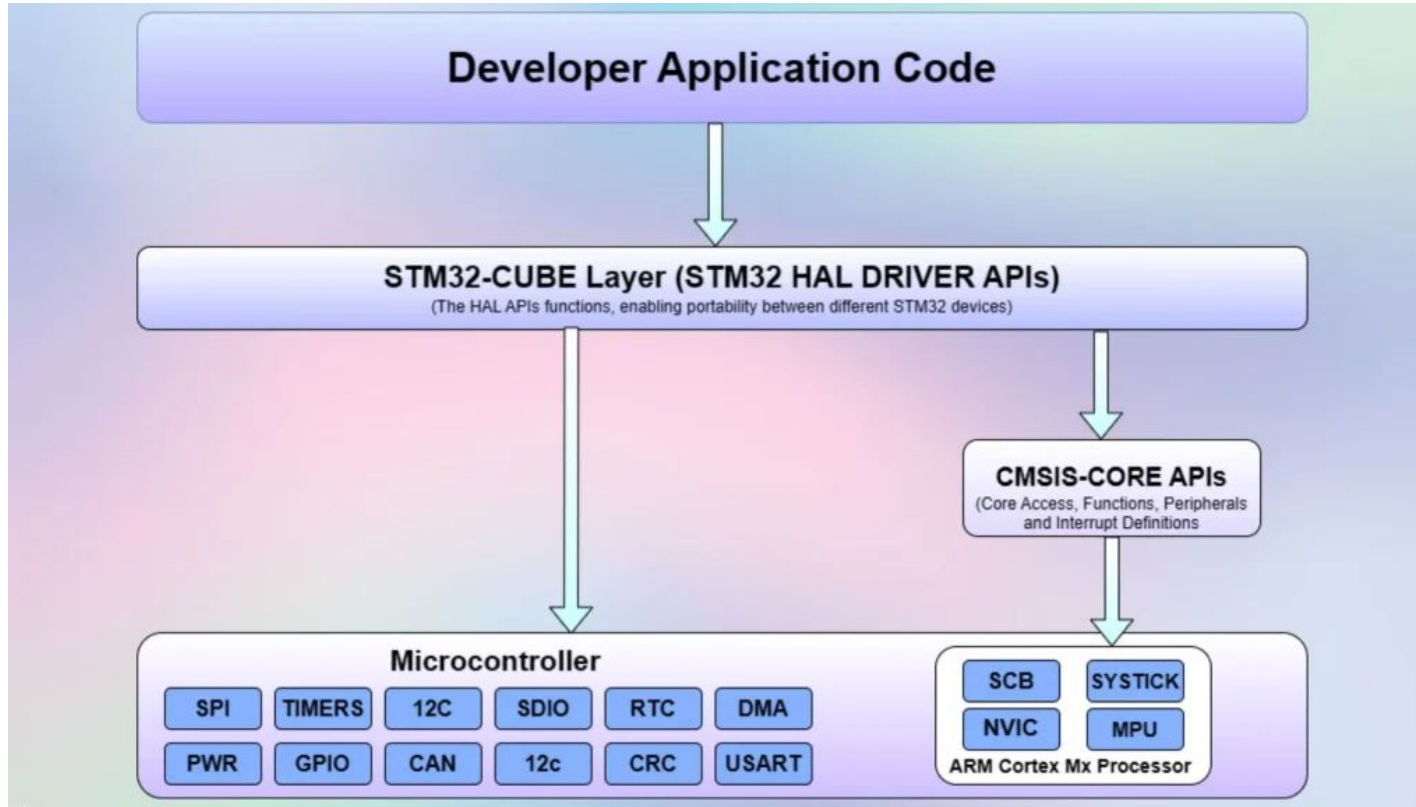 Developer Application Code
STM32-CUBE Layer (STM32 HAL DRIVER APIs)
(The HAL APIs functions, enabling portability between different STM32 devices)
CMSIS-CORE APIs
(Core Access, Functions, Peripherals
and Interrupt Definitions
Microcontroller
SPI TIMERS 12C SDIO RTC DMA
PWR GPIO CAN 12c CRC USART
SCB SYSTICK
NVIC MPU
ARM Cortex Mx Processor